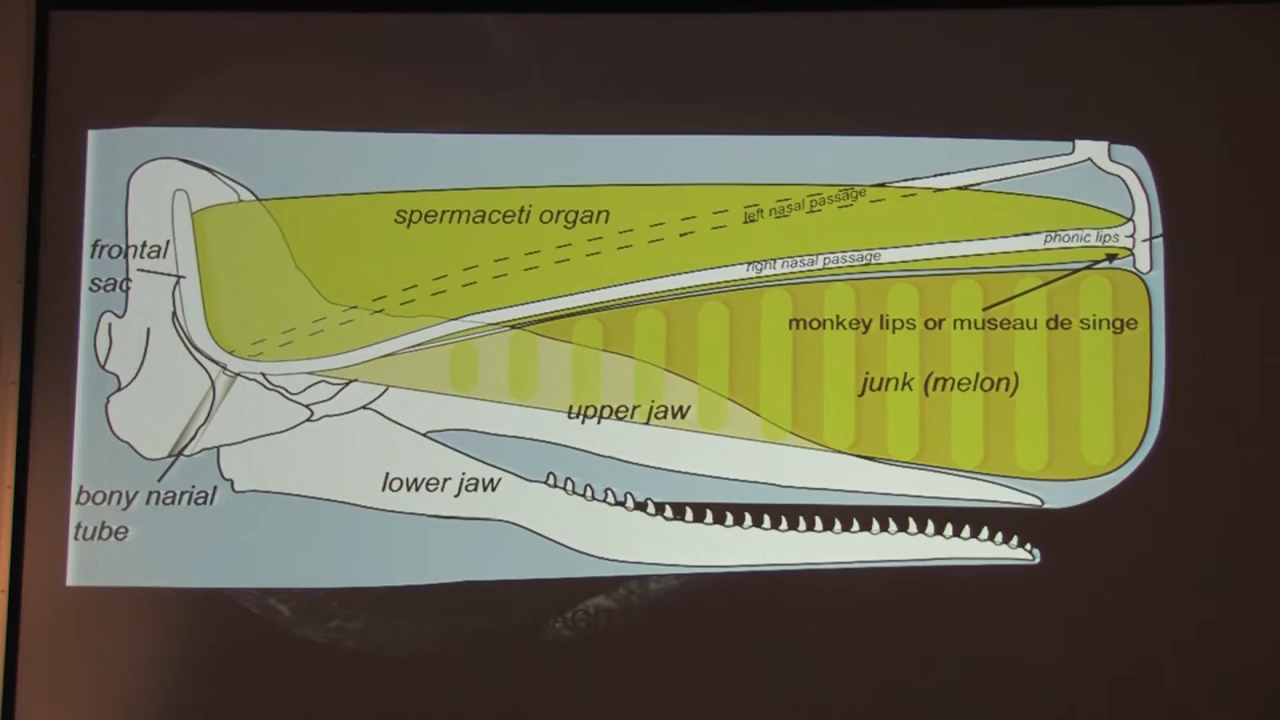 spermaceti organ
left nasal passage
frontal
sac
phonic lips
right nasal passage
monkey lips or museau de singe
junk (melon)
upper jaw
lower jaw
bony narial
tube